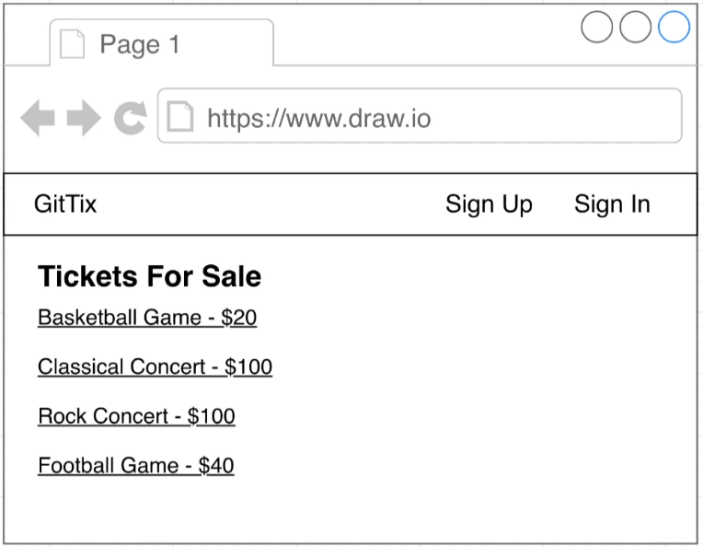 Page 1
https://www.draw.io
GitTix Sign Up Sign In
Tickets For Sale
Basketball Game - $20
Classical Concert - $100
Rock Concert - $100
Football Game - $40